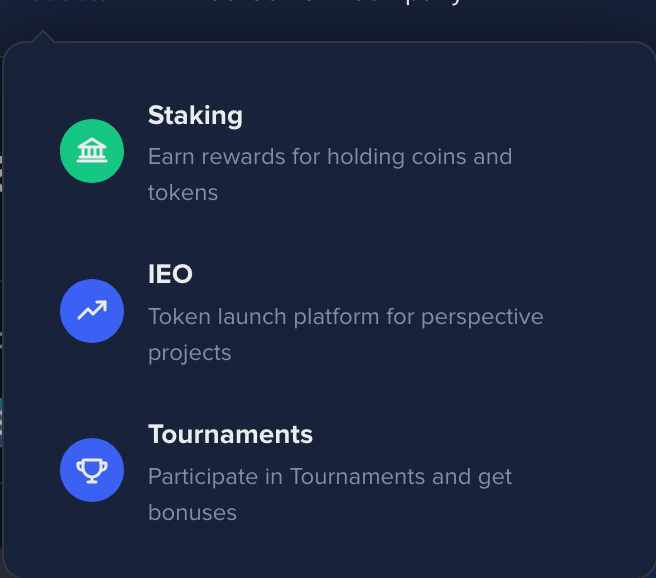 Staking
Earn rewards for holding coins and
tokens
IEO
Token launch platform for perspective
projects
Tournaments
Participate in Tournaments and get
bonuses